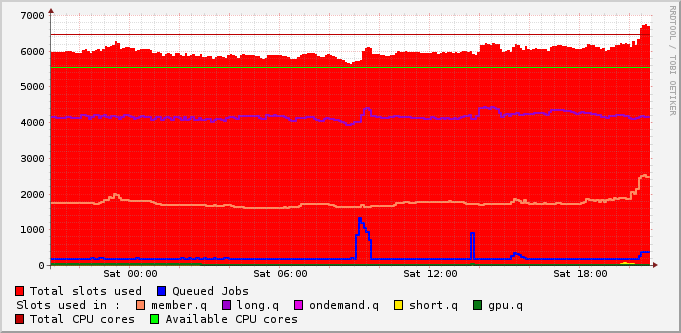 7000
6000
5000
4000
3000
2000
1000
0
Sat 00:00 Sat 06:00 Sat 12:00 Sat 18:00
Total slots used Queued Jobs
Slots used in : member.q long.q ondemand.q short.q gpu.q
Total CPU cores Available CPU cores
RRDTOOL / TOBI OETIKER